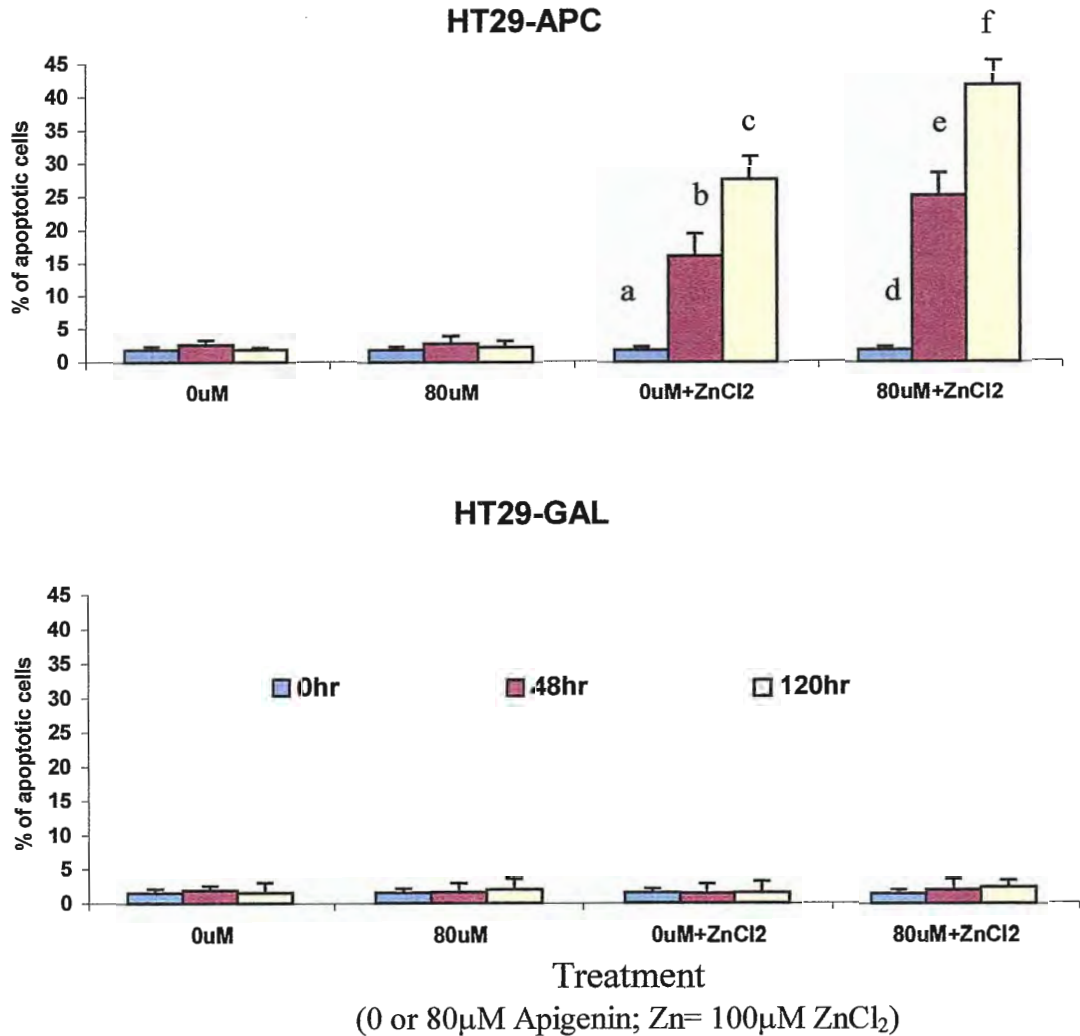 HT29-APC
f
45
40
35
30
25
20
15
10
5
0
% of apoptotic cells
c
e
b
a
d
0uM 80uM 0uM+ZnCl2 80uM+ZnCl2
HT29-GAL
45
40
35
30
25
20
15
10
5
0
% of apoptotic cells
0hr 48hr 120hr
0uM 80uM 0uM+ZnCl2 80uM+ZnCl2
Treatment
(0 or 80μM Apigenin; Zn= 100μM ZnCl₂)